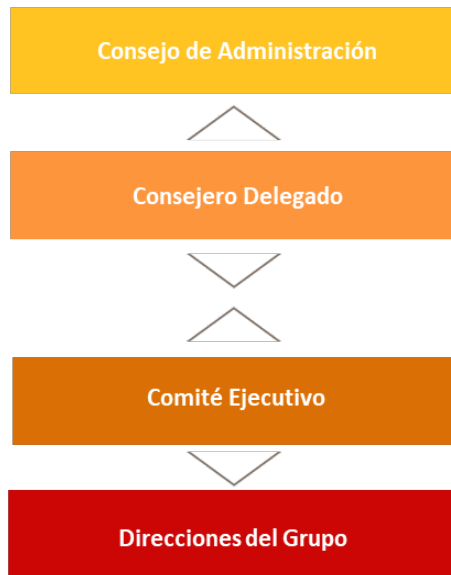 Consejo de Administración
Consejero Delegado
Comité Ejecutivo
Direcciones del Grupo